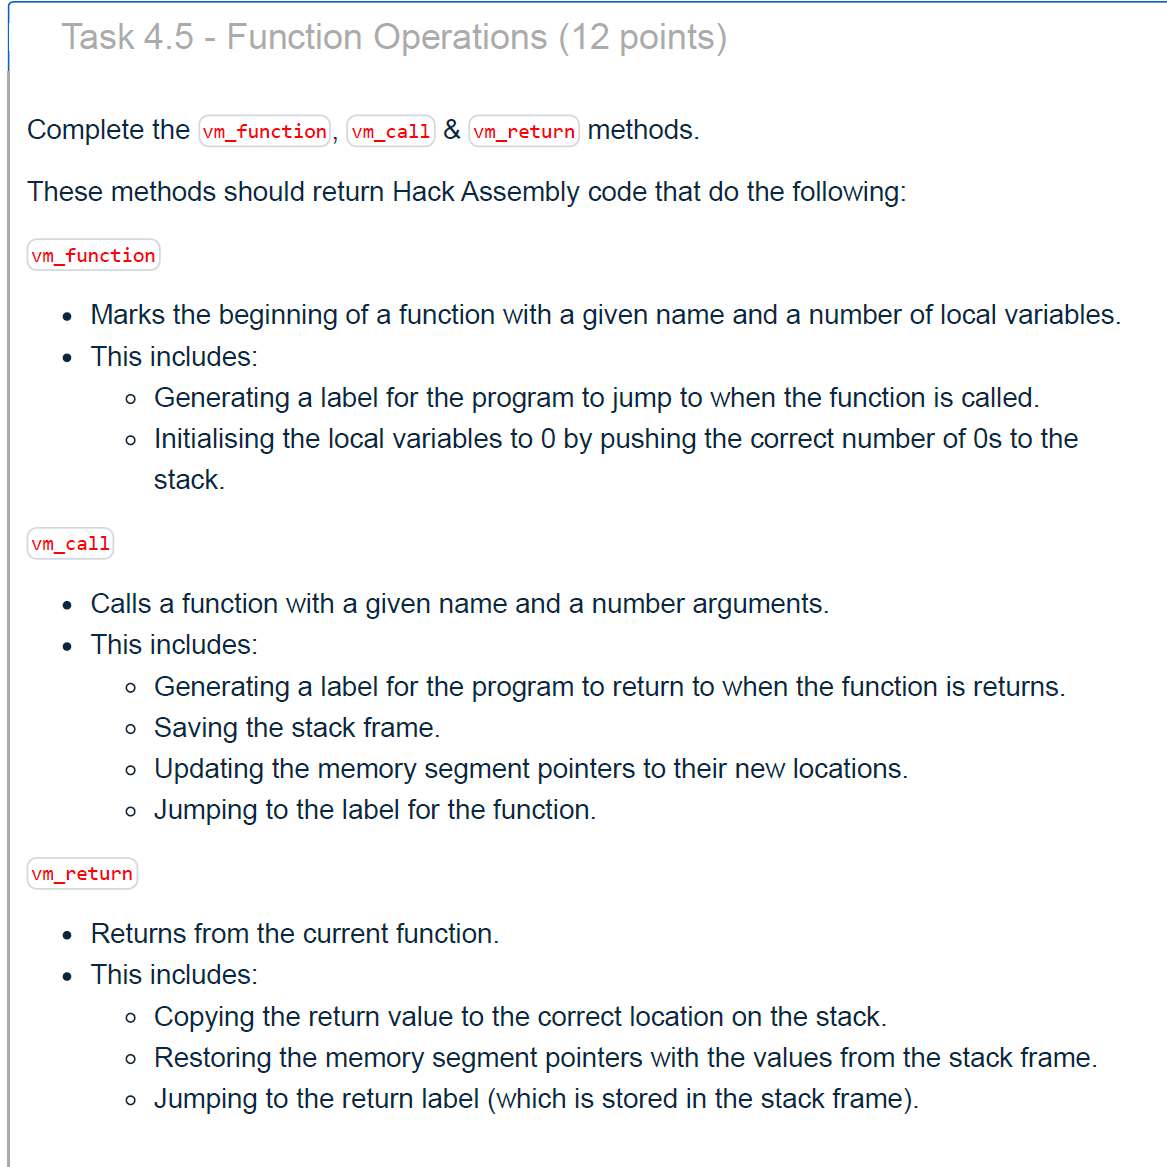 Task 4.5 - Function Operations (12 points)
Complete the vm_function, vm_call & vm_return methods.
These methods should return Hack Assembly code that do the following:
vm_function
• Marks the beginning of a function with a given name and a number of local variables.
• This includes:
○ Generating a label for the program to jump to when the function is called.
○ Initialising the local variables to 0 by pushing the correct number of 0s to the
stack.
vm_call
• Calls a function with a given name and a number arguments.
• This includes:
○ Generating a label for the program to return to when the function is returns.
○ Saving the stack frame.
○ Updating the memory segment pointers to their new locations.
○ Jumping to the label for the function.
vm_return
• Returns from the current function.
• This includes:
○ Copying the return value to the correct location on the stack.
○ Restoring the memory segment pointers with the values from the stack frame.
○ Jumping to the return label (which is stored in the stack frame).